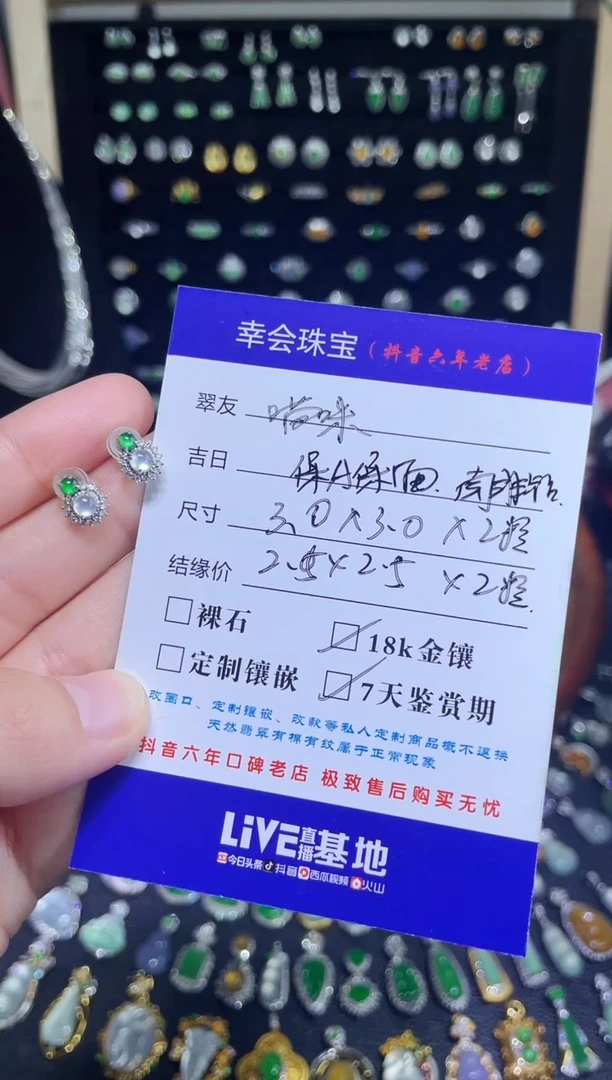 幸会珠宝（抖音六年老店）
翠友 喵咪
吉日 保A保值
尺寸 3.0×3.0×2粒
结缘价 2.5×2.5×2粒
裸石 18k金镶
定制镶嵌 7天鉴赏期
改圈口、定制镶嵌、改款等私人定制商品概不退换
天然翡翠有棉有纹属于正常现象
抖音六年口碑老店 极致售后购买无忧
LiVE直播基地
今日头条 抖音 西瓜视频 火山